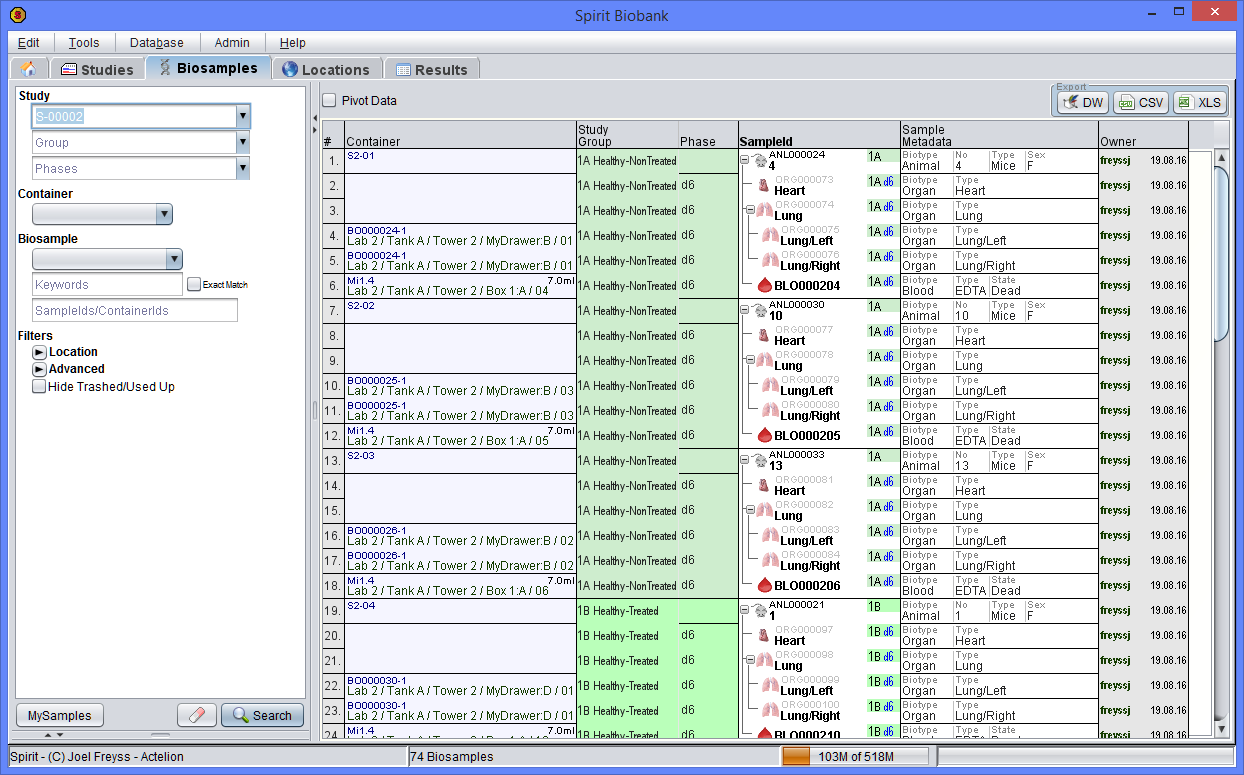 Spirit Biobank
Edit Tools Database Admin Help
Studies Biosamples Locations Results
Study
S-00002
Group
Phases
Container
Biosample
Keywords
Exact Match
SampleIds/ContainerIds
Filters
Location
Advanced
Hide Trashed/Used Up
MySamples
Search
Pivot Data
Export
DW CSV XLS
# Container Study Group Phase SampleId Sample Metadata Owner
1. S2-01 1A Healthy-NonTreated ANL000024 4 1A Biotype Animal No 4 Type Mice Sex F freyssj 19.08.16
2. 1A Healthy-NonTreated d6 ORG000073 Heart 1A d6 Biotype Organ Type Heart freyssj 19.08.16
3. 1A Healthy-NonTreated d6 ORG000074 Lung 1A d6 Biotype Organ Type Lung freyssj 19.08.16
4. BO000024-1 Lab 2 / Tank A / Tower 2 / MyDrawer:B / 01 1A Healthy-NonTreated d6 ORG000075 Lung/Left 1A d6 Biotype Organ Type Lung/Left freyssj 19.08.16
5. BO000024-1 Lab 2 / Tank A / Tower 2 / MyDrawer:B / 01 1A Healthy-NonTreated d6 ORG000076 Lung/Right 1A d6 Biotype Organ Type Lung/Right freyssj 19.08.16
6. Mi1.4 7.0ml Lab 2 / Tank A / Tower 2 / Box 1:A / 04 1A Healthy-NonTreated d6 BLO000204 1A d6 Biotype Blood Type EDTA State Dead freyssj 19.08.16
7. S2-02 1A Healthy-NonTreated ANL000030 10 1A Biotype Animal No 10 Type Mice Sex F freyssj 19.08.16
8. 1A Healthy-NonTreated d6 ORG000077 Heart 1A d6 Biotype Organ Type Heart freyssj 19.08.16
9. 1A Healthy-NonTreated d6 ORG000078 Lung 1A d6 Biotype Organ Type Lung freyssj 19.08.16
10. BO000025-1 Lab 2 / Tank A / Tower 2 / MyDrawer:B / 03 1A Healthy-NonTreated d6 ORG000079 Lung/Left 1A d6 Biotype Organ Type Lung/Left freyssj 19.08.16
11. BO000025-1 Lab 2 / Tank A / Tower 2 / MyDrawer:B / 03 1A Healthy-NonTreated d6 ORG000080 Lung/Right 1A d6 Biotype Organ Type Lung/Right freyssj 19.08.16
12. Mi1.4 7.0ml Lab 2 / Tank A / Tower 2 / Box 1:A / 05 1A Healthy-NonTreated d6 BLO000205 1A d6 Biotype Blood Type EDTA State Dead freyssj 19.08.16
13. S2-03 1A Healthy-NonTreated ANL000033 13 1A Biotype Animal No 13 Type Mice Sex F freyssj 19.08.16
14. 1A Healthy-NonTreated d6 ORG000081 Heart 1A d6 Biotype Organ Type Heart freyssj 19.08.16
15. 1A Healthy-NonTreated d6 ORG000082 Lung 1A d6 Biotype Organ Type Lung freyssj 19.08.16
16. BO000026-1 Lab 2 / Tank A / Tower 2 / MyDrawer:B / 02 1A Healthy-NonTreated d6 ORG000083 Lung/Left 1A d6 Biotype Organ Type Lung/Left freyssj 19.08.16
17. BO000026-1 Lab 2 / Tank A / Tower 2 / MyDrawer:B / 02 1A Healthy-NonTreated d6 ORG000084 Lung/Right 1A d6 Biotype Organ Type Lung/Right freyssj 19.08.16
18. Mi1.4 7.0ml Lab 2 / Tank A / Tower 2 / Box 1:A / 06 1A Healthy-NonTreated d6 BLO000206 1A d6 Biotype Blood Type EDTA State Dead freyssj 19.08.16
19. S2-04 1B Healthy-Treated ANL000021 1 1B Biotype Animal No 1 Type Mice Sex F freyssj 19.08.16
20. 1B Healthy-Treated d6 ORG000097 Heart 1B d6 Biotype Organ Type Heart freyssj 19.08.16
21. 1B Healthy-Treated d6 ORG000098 Lung 1B d6 Biotype Organ Type Lung freyssj 19.08.16
22. BO000030-1 Lab 2 / Tank A / Tower 2 / MyDrawer:D / 01 1B Healthy-Treated d6 ORG000099 Lung/Left 1B d6 Biotype Organ Type Lung/Left freyssj 19.08.16
23. BO000030-1 Lab 2 / Tank A / Tower 2 / MyDrawer:D / 01 1B Healthy-Treated d6 ORG000100 Lung/Right 1B d6 Biotype Organ Type Lung/Right freyssj 19.08.16
24. Mi1.4 7.0ml 1B Healthy-Treated d6 BLO000210 1B d6 Biotype Type State freyssj 19.08.16
Spirit - (C) Joel Freyss - Actelion
74 Biosamples
103M of 518M